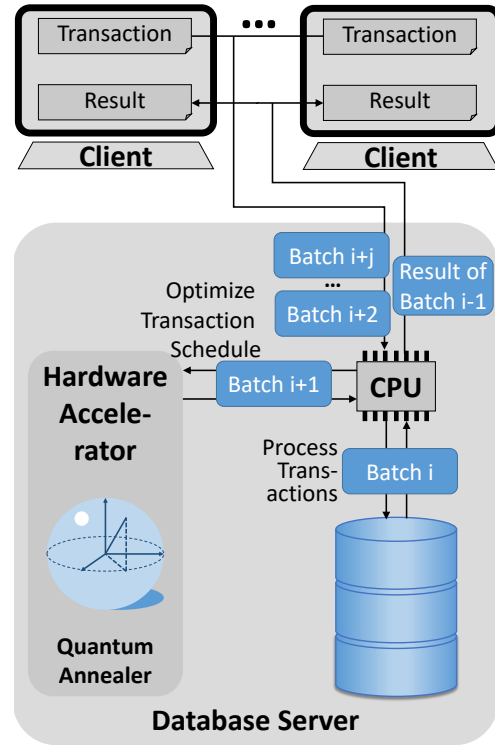 Transaction
Transaction
Result
Result
Client
Client
Batch i+j
...
Batch i+2
Result of
Batch i-1
Optimize
Transaction
Schedule
Batch i+1
CPU
Hardware
Accele-
rator
Process
Trans-
actions
Batch i
Quantum
Annealer
Database Server